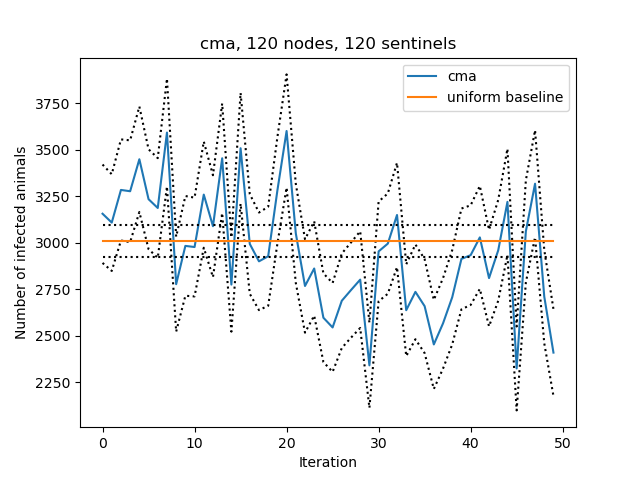 cma, 120 nodes, 120 sentinels
cma
uniform baseline
Number of infected animals
3750
3500
3250
3000
2750
2500
2250
0 10 20 30 40 50
Iteration